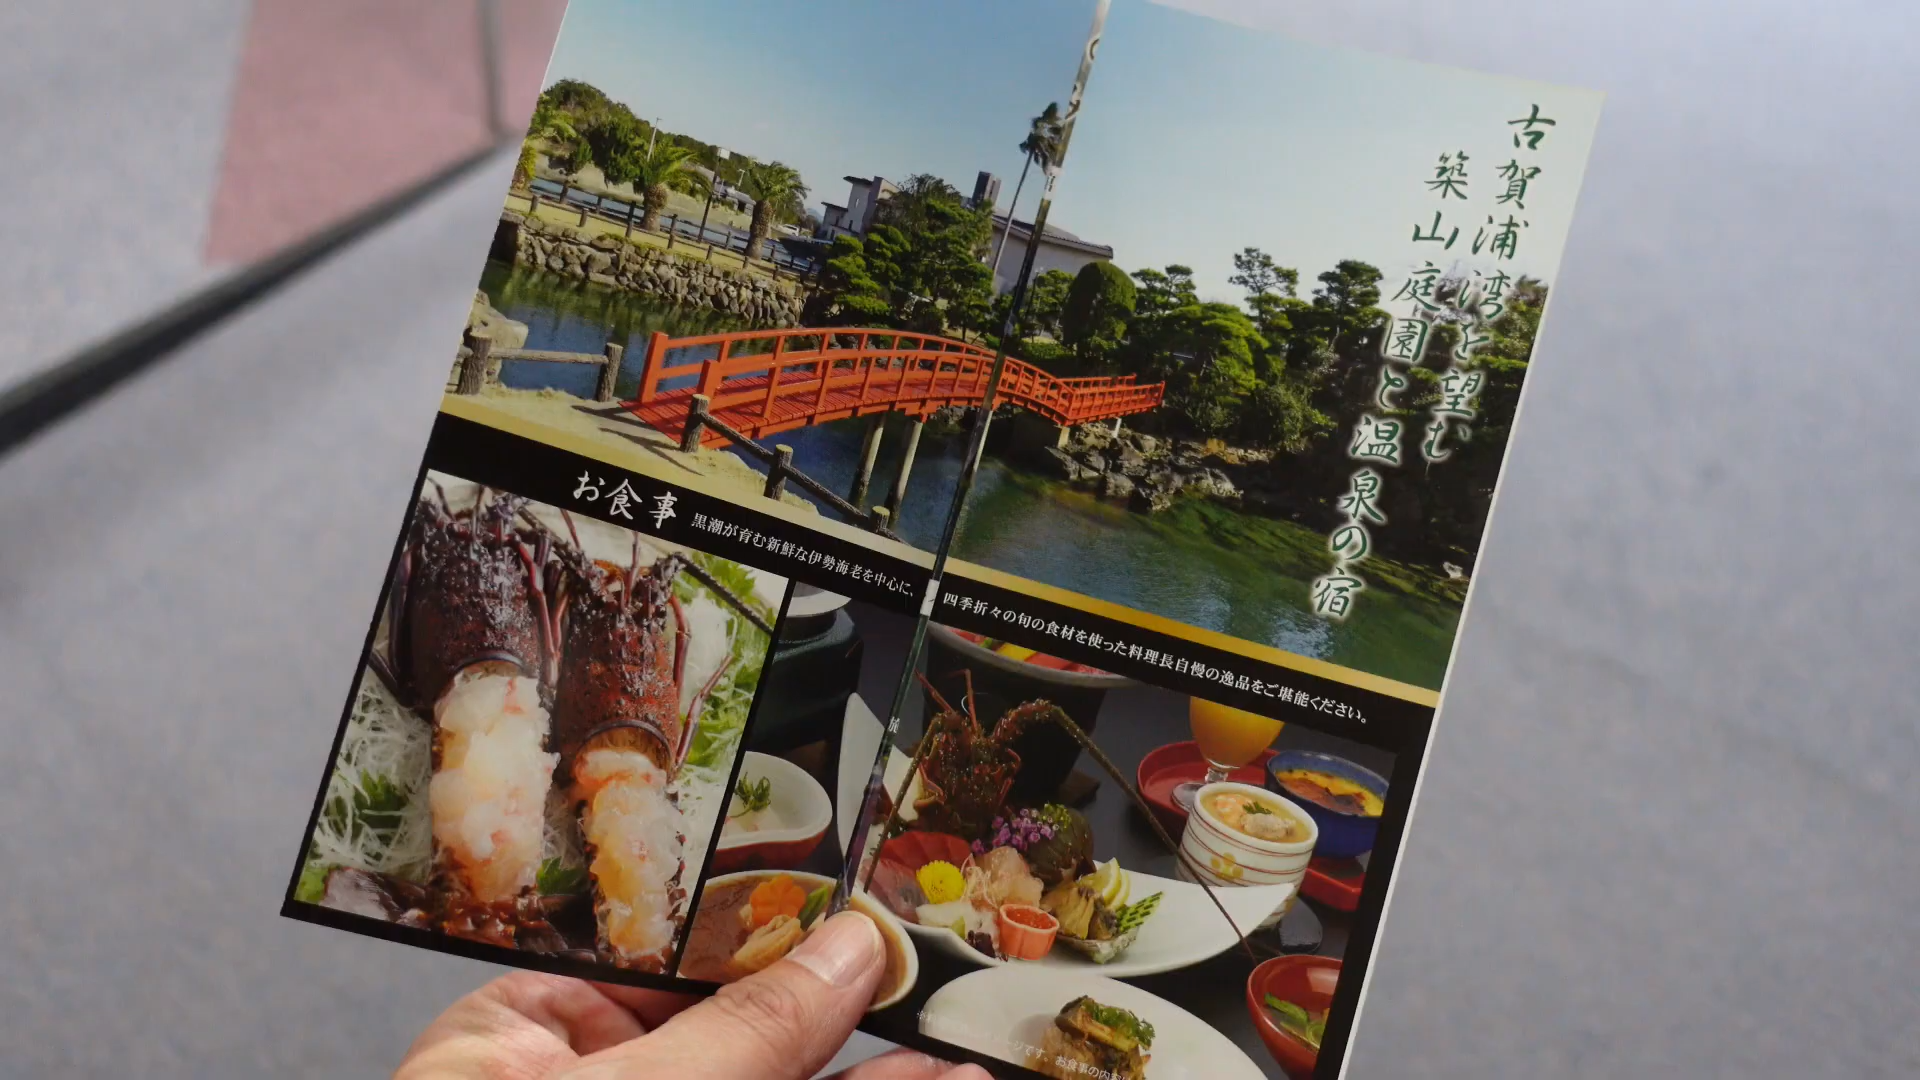 古賀浦湾を望む
築山庭園と温泉の宿
お食事
黒潮が育む新鮮な伊勢海老を中心に、四季折々の旬の食材を使った料理長自慢の逸品をご堪能ください。